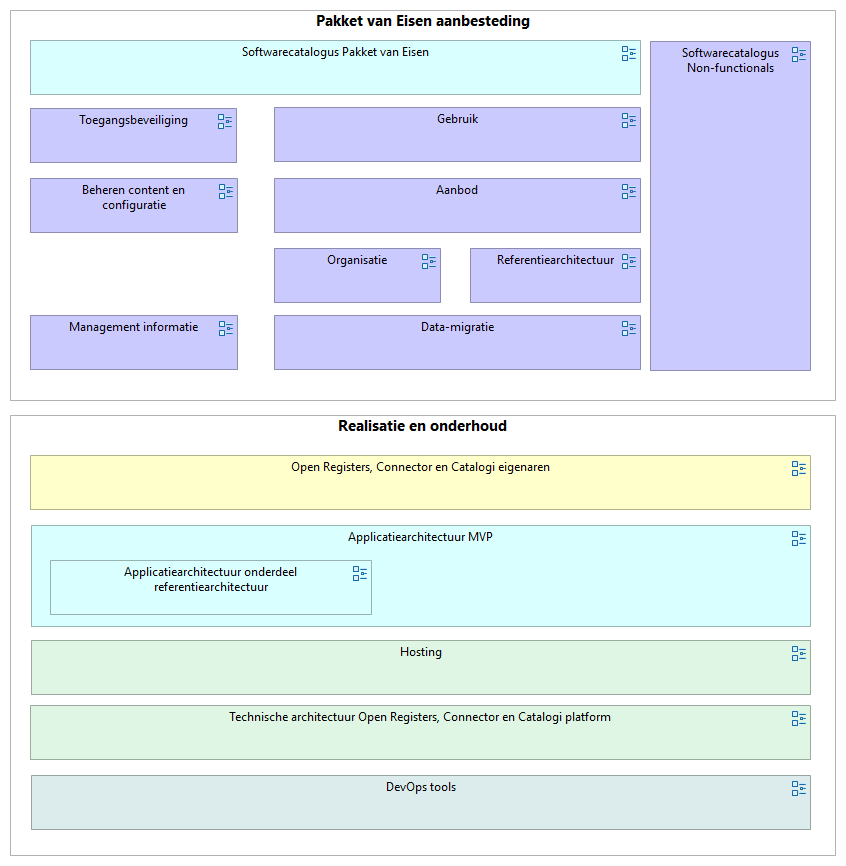 Pakket van Eisen aanbesteding
Softwarecatalogus Pakket van Eisen
Softwarecatalogus
Non-functionals
Toegangsbeveiliging
Gebruik
Beheren content en
configuratie
Aanbod
Organisatie
Referentiearchitectuur
Management informatie
Data-migratie
Realisatie en onderhoud
Open Registers, Connector en Catalogi eigenaren
Applicatiearchitectuur MVP
Applicatiearchitectuur onderdeel
referentiearchitectuur
Hosting
Technische architectuur Open Registers, Connector en Catalogi platform
DevOps tools